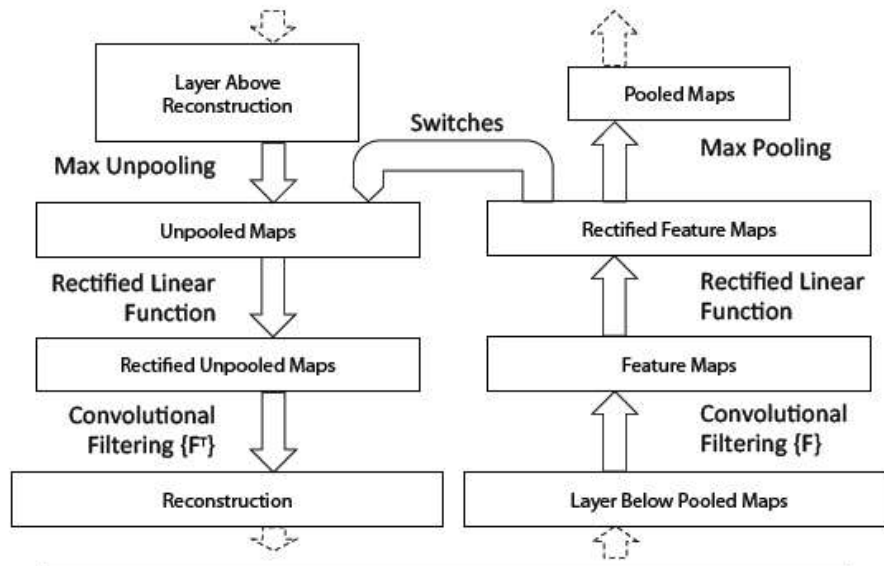 Layer Above
Reconstruction
Max Unpooling
Unpooled Maps
Rectified Linear
Function
Rectified Unpooled Maps
Convolutional
Filtering {Fᵀ}
Reconstruction
Switches
Pooled Maps
Max Pooling
Rectified Feature Maps
Rectified Linear
Function
Feature Maps
Convolutional
Filtering {F}
Layer Below Pooled Maps